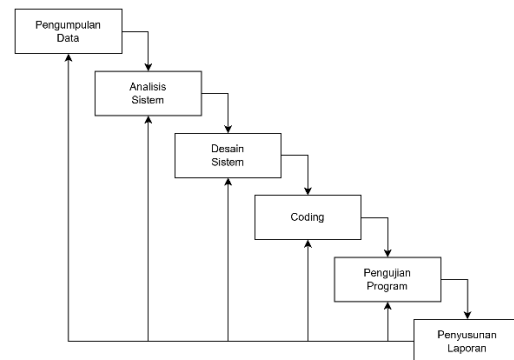 Pengumpulan
Data
Analisis
Sistem
Desain
Sistem
Coding
Pengujian
Program
Penyusunan
Laporan